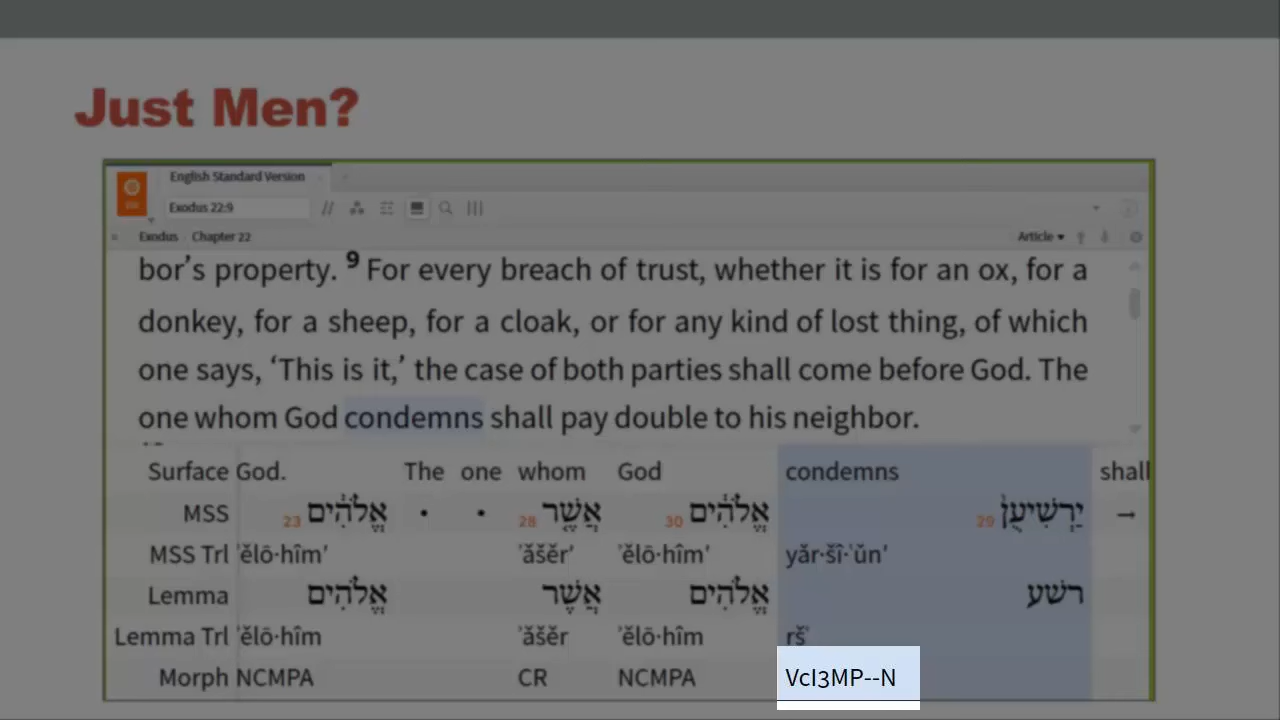 Just Men?
English Standard Version
Exodus 22:9
Exodus Chapter 22 Article
bor’s property. 9 For every breach of trust, whether it is for an ox, for a
donkey, for a sheep, for a cloak, or for any kind of lost thing, of which
one says, ‘This is it,’ the case of both parties shall come before God. The
one whom God condemns shall pay double to his neighbor.
Surface God. The one whom God condemns shall
MSS 23 אֱלֹהִ֔ים • • 28 אֲשֶׁ֤ר 30 אֱלֹהִ֔ים 29 יַרְשִׁיעֻ֖ן →
MSS Trl ʾĕlō·hîm′ ʾăšĕr′ ʾĕlō·hîm′ yăr·šî·ʿŭn′
Lemma אֱלֹהִים אֲשֶׁר אֱלֹהִים רשׁע
Lemma Trl ʾĕlō·hîm ʾăšĕr ʾĕlō·hîm ršʿ
Morph NCMPA CR NCMPA VcI3MP--N